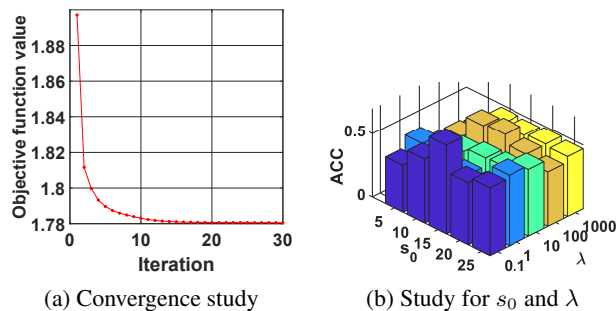 Objective function value
1.88
1.86
1.84
1.82
1.8
1.78
0 10 20 30
Iteration
(a) Convergence study
ACC
0.5
0
5
10
15
20
25
s₀
0.1
1
10
100
1000
λ
(b) Study for s₀ and λ